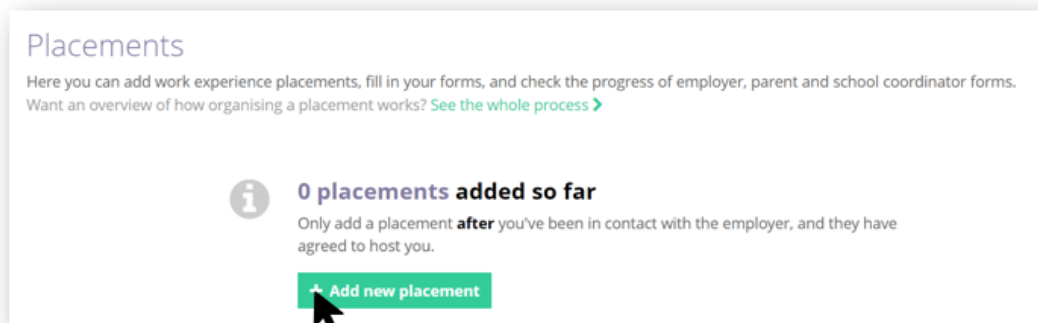 Placements
Here you can add work experience placements, fill in your forms, and check the progress of employer, parent and school coordinator forms.
Want an overview of how organising a placement works? See the whole process
0 placements added so far
Only add a placement after you've been in contact with the employer, and they have
agreed to host you.
+ Add new placement